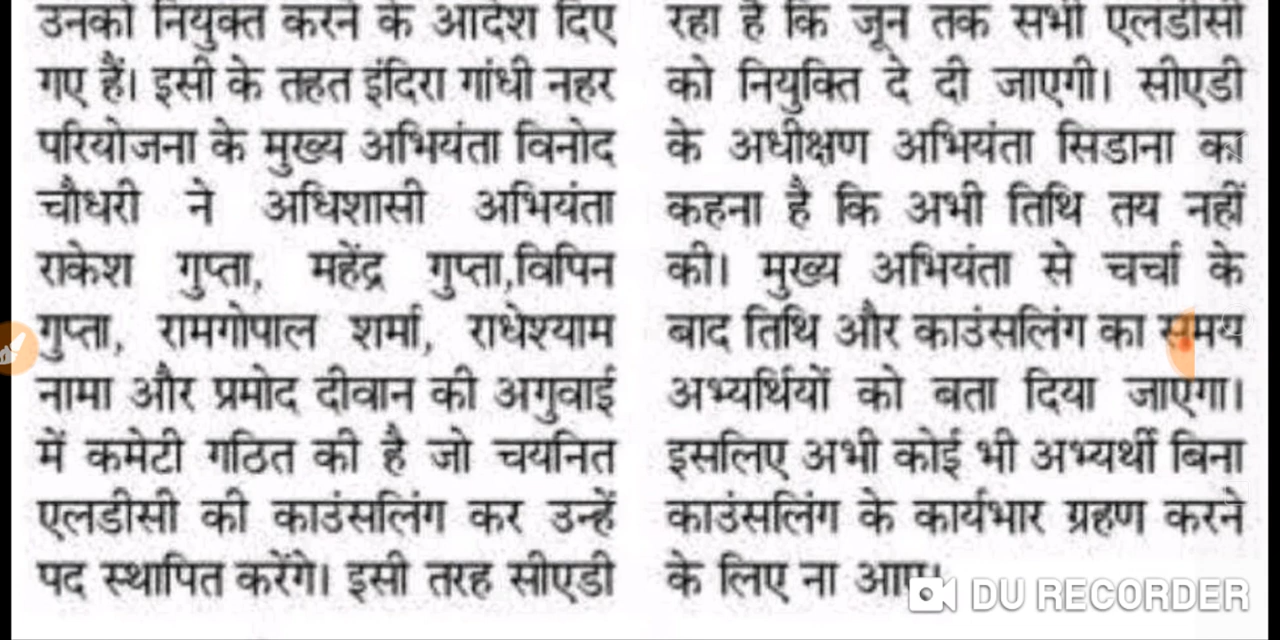 उनको नियुक्त करने के आदेश दिए
गए हैं। इसी के तहत इंदिरा गांधी नहर
परियोजना के मुख्य अभियंता विनोद
चौधरी ने अधिशासी अभियंता
राकेश गुप्ता, महेंद्र गुप्ता,विपिन
गुप्ता, रामगोपाल शर्मा, राधेश्याम
नामा और प्रमोद दीवान की अगुवाई
में कमेटी गठित की है जो चयनित
एलडीसी की काउंसलिंग कर उन्हें
पद स्थापित करेंगे। इसी तरह सीएडी
रहा है कि जून तक सभी एलडीसी
को नियुक्ति दे दी जाएगी। सीएडी
के अधीक्षण अभियंता सिडाना का
कहना है कि अभी तिथि तय नहीं
की। मुख्य अभियंता से चर्चा के
बाद तिथि और काउंसलिंग का समय
अभ्यर्थियों को बता दिया जाएगा।
इसलिए अभी कोई भी अभ्यर्थी बिना
काउंसलिंग के कार्यभार ग्रहण करने
के लिए ना आए।
DU RECORDER